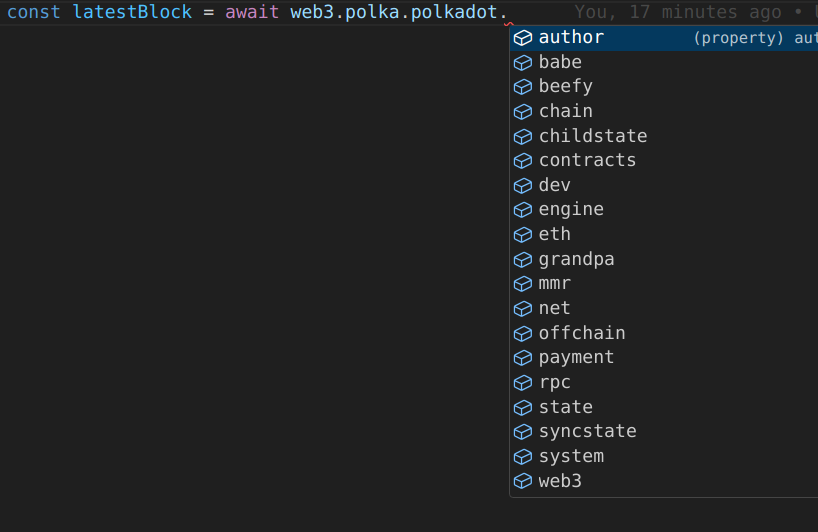 const latestBlock = await web3.polka.polkadot. You, 17 minutes ago •
author (property) aut
babe
beefy
chain
childstate
contracts
dev
engine
eth
grandpa
mmr
net
offchain
payment
rpc
state
syncstate
system
web3